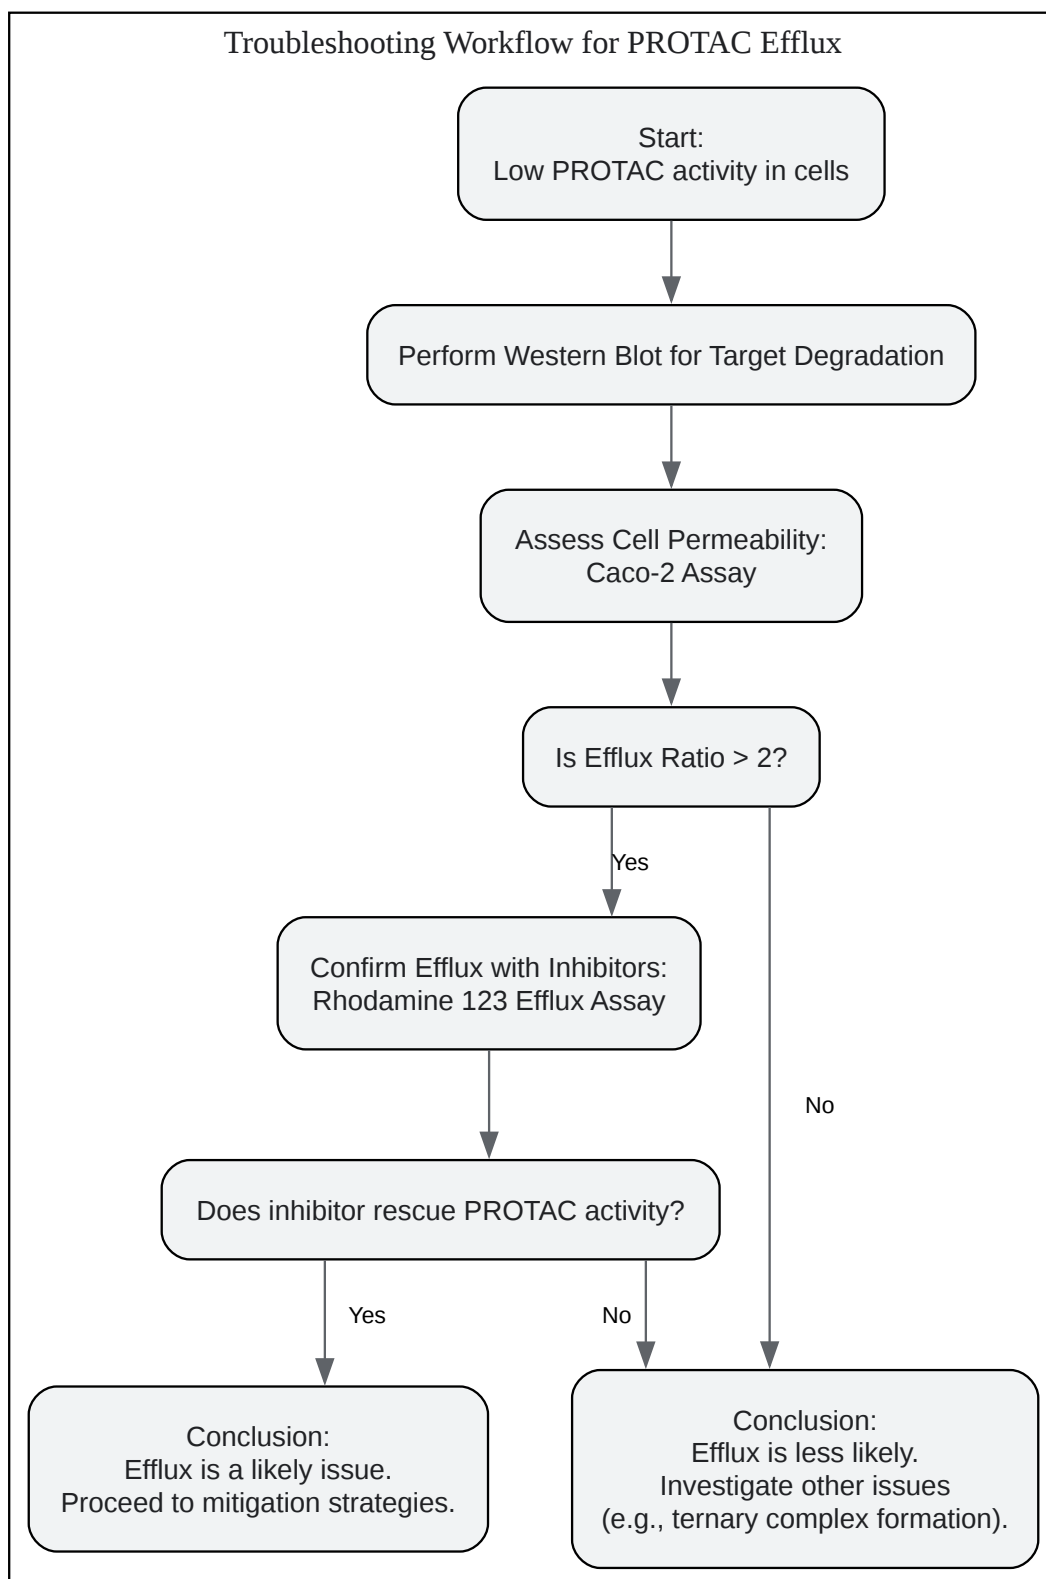 Troubleshooting Workflow for PROTAC Efflux
Start:
Low PROTAC activity in cells
Perform Western Blot for Target Degradation
Assess Cell Permeability:
Caco-2 Assay
Is Efflux Ratio > 2?
Yes
Confirm Efflux with Inhibitors:
Rhodamine 123 Efflux Assay
No
Does inhibitor rescue PROTAC activity?
Yes
No
Conclusion:
Efflux is a likely issue.
Proceed to mitigation strategies.
Conclusion:
Efflux is less likely.
Investigate other issues
(e.g., ternary complex formation).